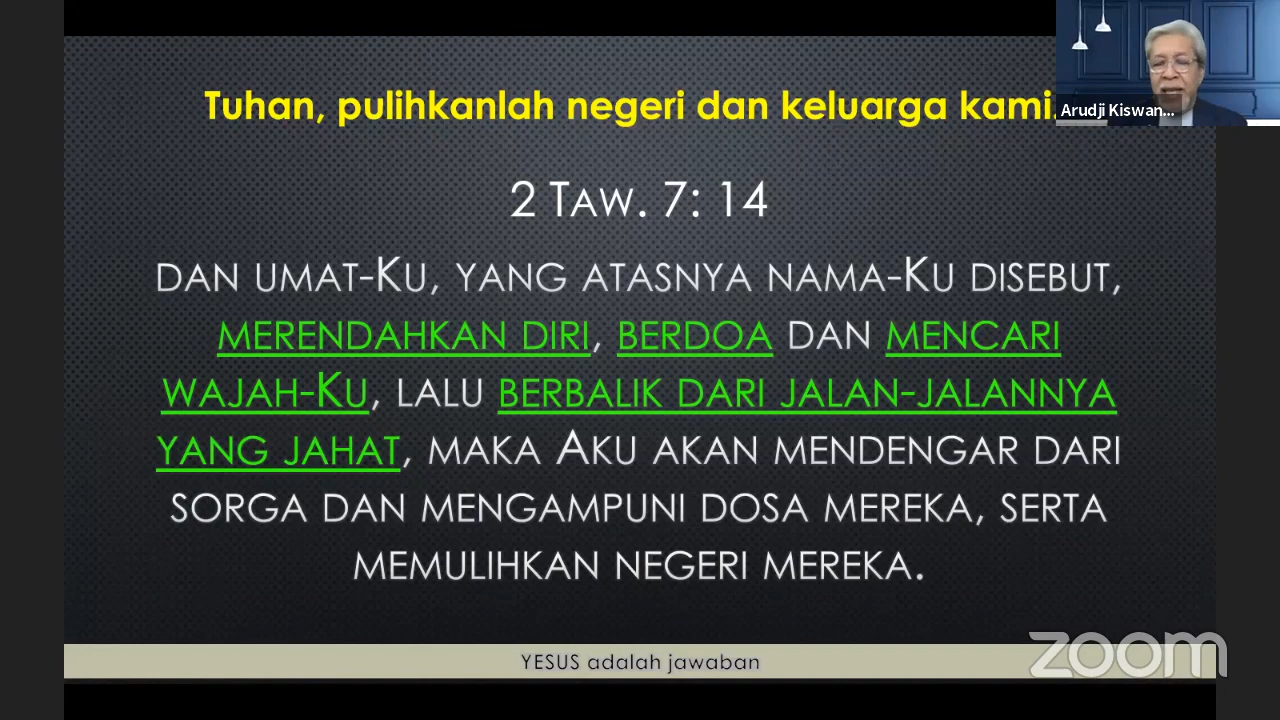 Tuhan, pulihkanlah negeri dan keluarga kami.
Arudji Kiswan...
2 TAW. 7: 14
DAN UMAT-KU, YANG ATASNYA NAMA-KU DISEBUT,
MERENDAHKAN DIRI, BERDOA DAN MENCARI
WAJAH-KU, LALU BERBALIK DARI JALAN-JALANNYA
YANG JAHAT, MAKA AKU AKAN MENDENGAR DARI
SORGA DAN MENGAMPUNI DOSA MEREKA, SERTA
MEMULIHKAN NEGERI MEREKA.
YESUS adalah jawaban
zoom